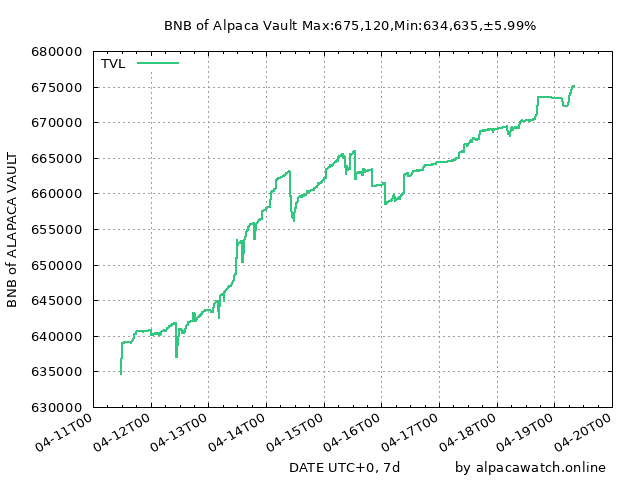 BNB of Alpaca Vault Max:675,120,Min:634,635,±5.99%
TVL
680000
675000
670000
665000
660000
655000
650000
645000
640000
635000
630000
BNB of ALAPACA VAULT
04-11T00
04-12T00
04-13T00
04-14T00
04-15T00
04-16T00
04-17T00
04-18T00
04-19T00
04-20T00
DATE UTC+0, 7d
by alpacawatch.online